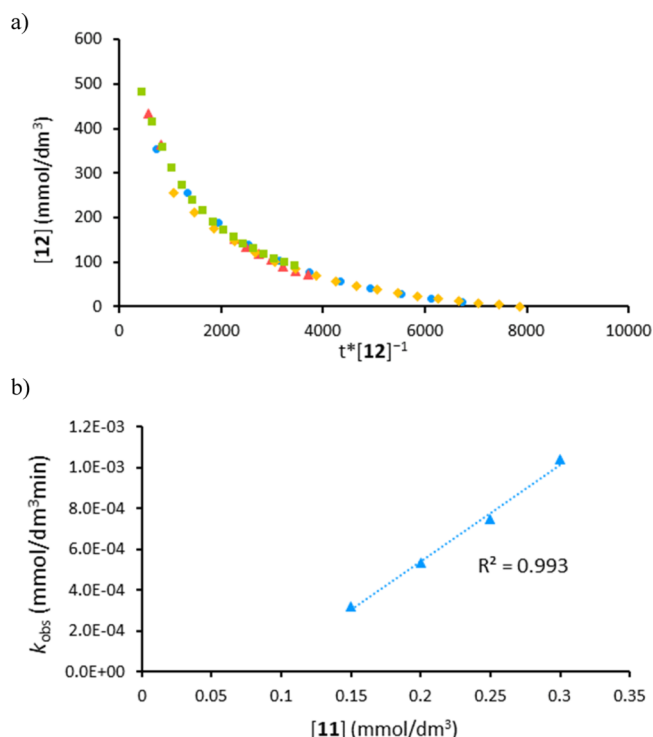 a)
600
500
400
300
200
100
0
[12] (mmol/dm³)
0 2000 4000 6000 8000 10000
t*[12]⁻¹
b)
1.2E-03
1.0E-03
8.0E-04
6.0E-04
4.0E-04
2.0E-04
0.0E+00
k_obs (mmol/dm³min)
R² = 0.993
0 0.05 0.1 0.15 0.2 0.25 0.3 0.35
[11] (mmol/dm³)